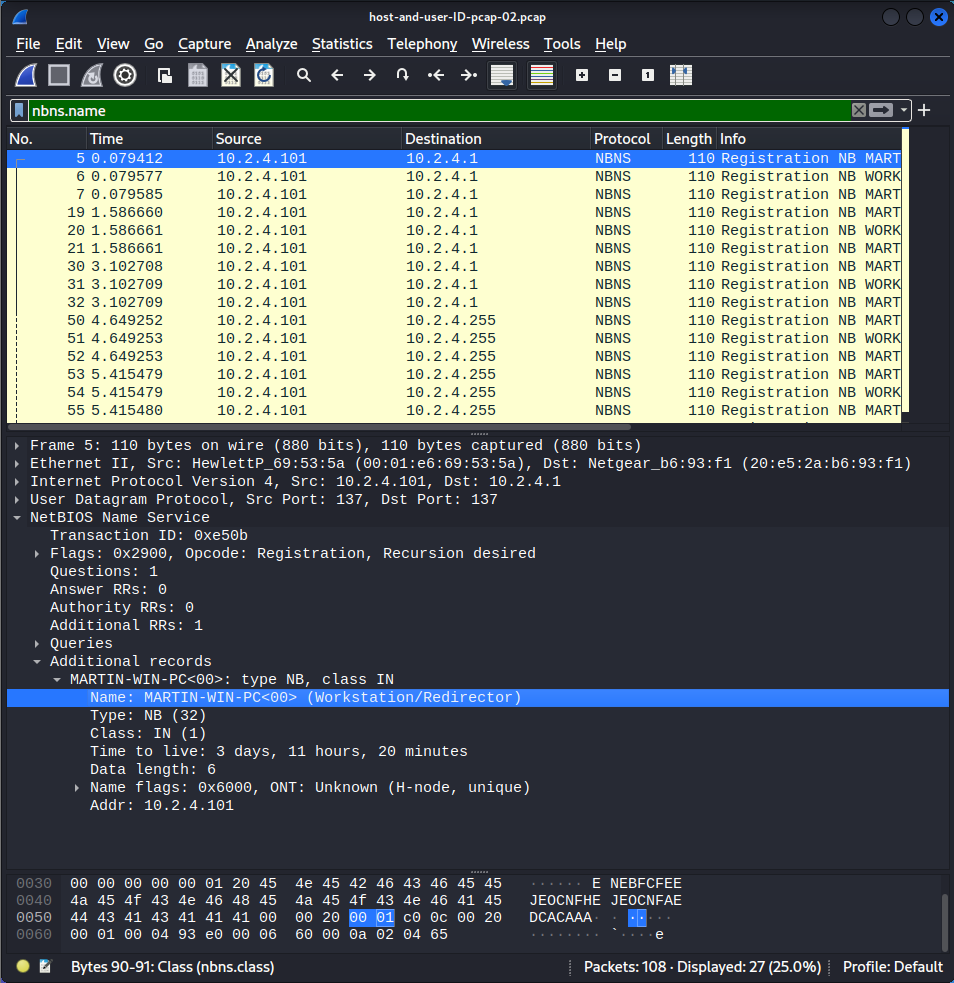 host-and-user-ID-pcap-02.pcap
File Edit View Go Capture Analyze Statistics Telephony Wireless Tools Help
nbns.name
No. Time Source Destination Protocol Length Info
5 0.079412 10.2.4.101 10.2.4.1 NBNS 110 Registration NB MART
6 0.079577 10.2.4.101 10.2.4.1 NBNS 110 Registration NB WORK
7 0.079585 10.2.4.101 10.2.4.1 NBNS 110 Registration NB MART
19 1.586660 10.2.4.101 10.2.4.1 NBNS 110 Registration NB MART
20 1.586661 10.2.4.101 10.2.4.1 NBNS 110 Registration NB WORK
21 1.586661 10.2.4.101 10.2.4.1 NBNS 110 Registration NB MART
30 3.102708 10.2.4.101 10.2.4.1 NBNS 110 Registration NB MART
31 3.102709 10.2.4.101 10.2.4.1 NBNS 110 Registration NB WORK
32 3.102709 10.2.4.101 10.2.4.1 NBNS 110 Registration NB MART
50 4.649252 10.2.4.101 10.2.4.255 NBNS 110 Registration NB MART
51 4.649253 10.2.4.101 10.2.4.255 NBNS 110 Registration NB WORK
52 4.649253 10.2.4.101 10.2.4.255 NBNS 110 Registration NB MART
53 5.415479 10.2.4.101 10.2.4.255 NBNS 110 Registration NB MART
54 5.415479 10.2.4.101 10.2.4.255 NBNS 110 Registration NB WORK
55 5.415480 10.2.4.101 10.2.4.255 NBNS 110 Registration NB MART
Frame 5: 110 bytes on wire (880 bits), 110 bytes captured (880 bits)
Ethernet II, Src: HewlettP_69:53:5a (00:01:e6:69:53:5a), Dst: Netgear_b6:93:f1 (20:e5:2a:b6:93:f1)
Internet Protocol Version 4, Src: 10.2.4.101, Dst: 10.2.4.1
User Datagram Protocol, Src Port: 137, Dst Port: 137
NetBIOS Name Service
Transaction ID: 0xe50b
Flags: 0x2900, Opcode: Registration, Recursion desired
Questions: 1
Answer RRs: 0
Authority RRs: 0
Additional RRs: 1
Queries
Additional records
MARTIN-WIN-PC<00>: type NB, class IN
Name: MARTIN-WIN-PC<00> (Workstation/Redirector)
Type: NB (32)
Class: IN (1)
Time to live: 3 days, 11 hours, 20 minutes
Data length: 6
Name flags: 0x6000, ONT: Unknown (H-node, unique)
Addr: 10.2.4.101
0030 00 00 00 00 00 01 20 45 4e 45 42 46 43 46 45 45 ······ E NEBFCFEE
0040 4a 45 4f 43 4e 46 48 45 4a 45 4f 43 4e 46 41 45 JEOCNFHE JEOCNFAE
0050 44 43 41 43 41 41 41 00 00 20 00 01 c0 0c 00 20 DCACAAA· · ·····
0060 00 01 00 04 93 e0 00 06 60 00 0a 02 04 65 ········ `····e
Bytes 90-91: Class (nbns.class) Packets: 108 · Displayed: 27 (25.0%) Profile: Default